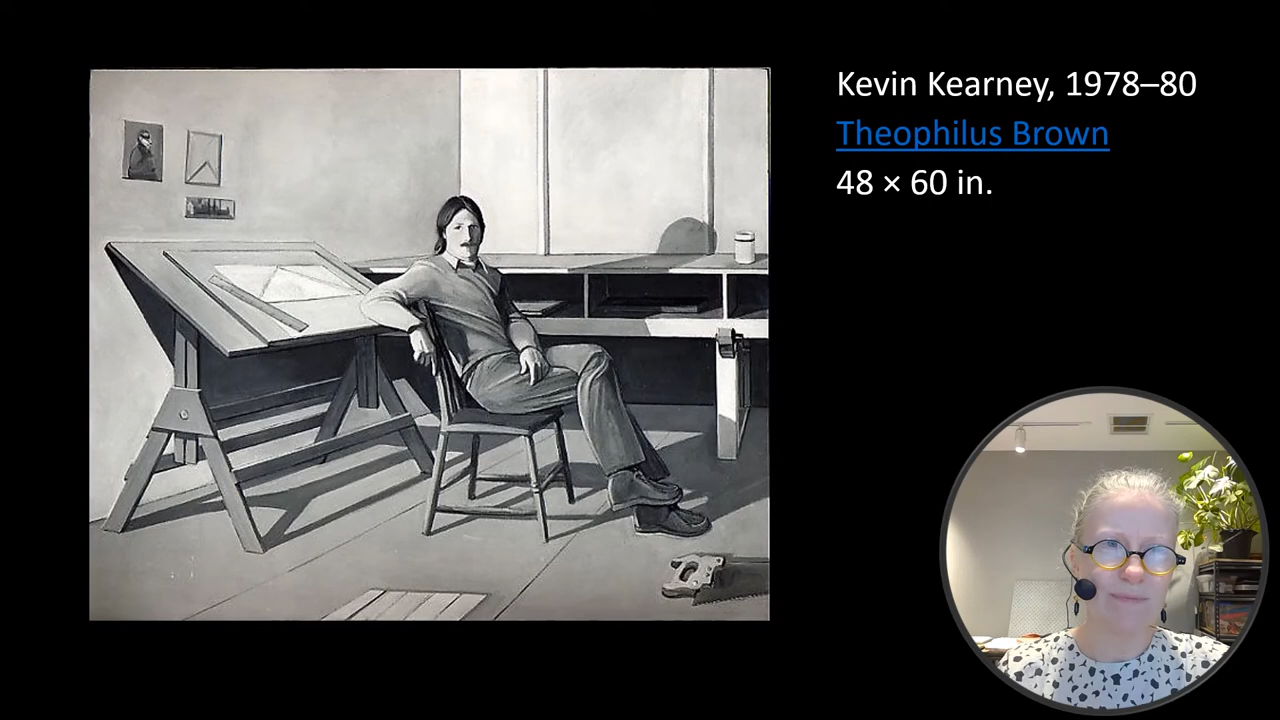 Kevin Kearney, 1978–80
Theophilus Brown
48 × 60 in.